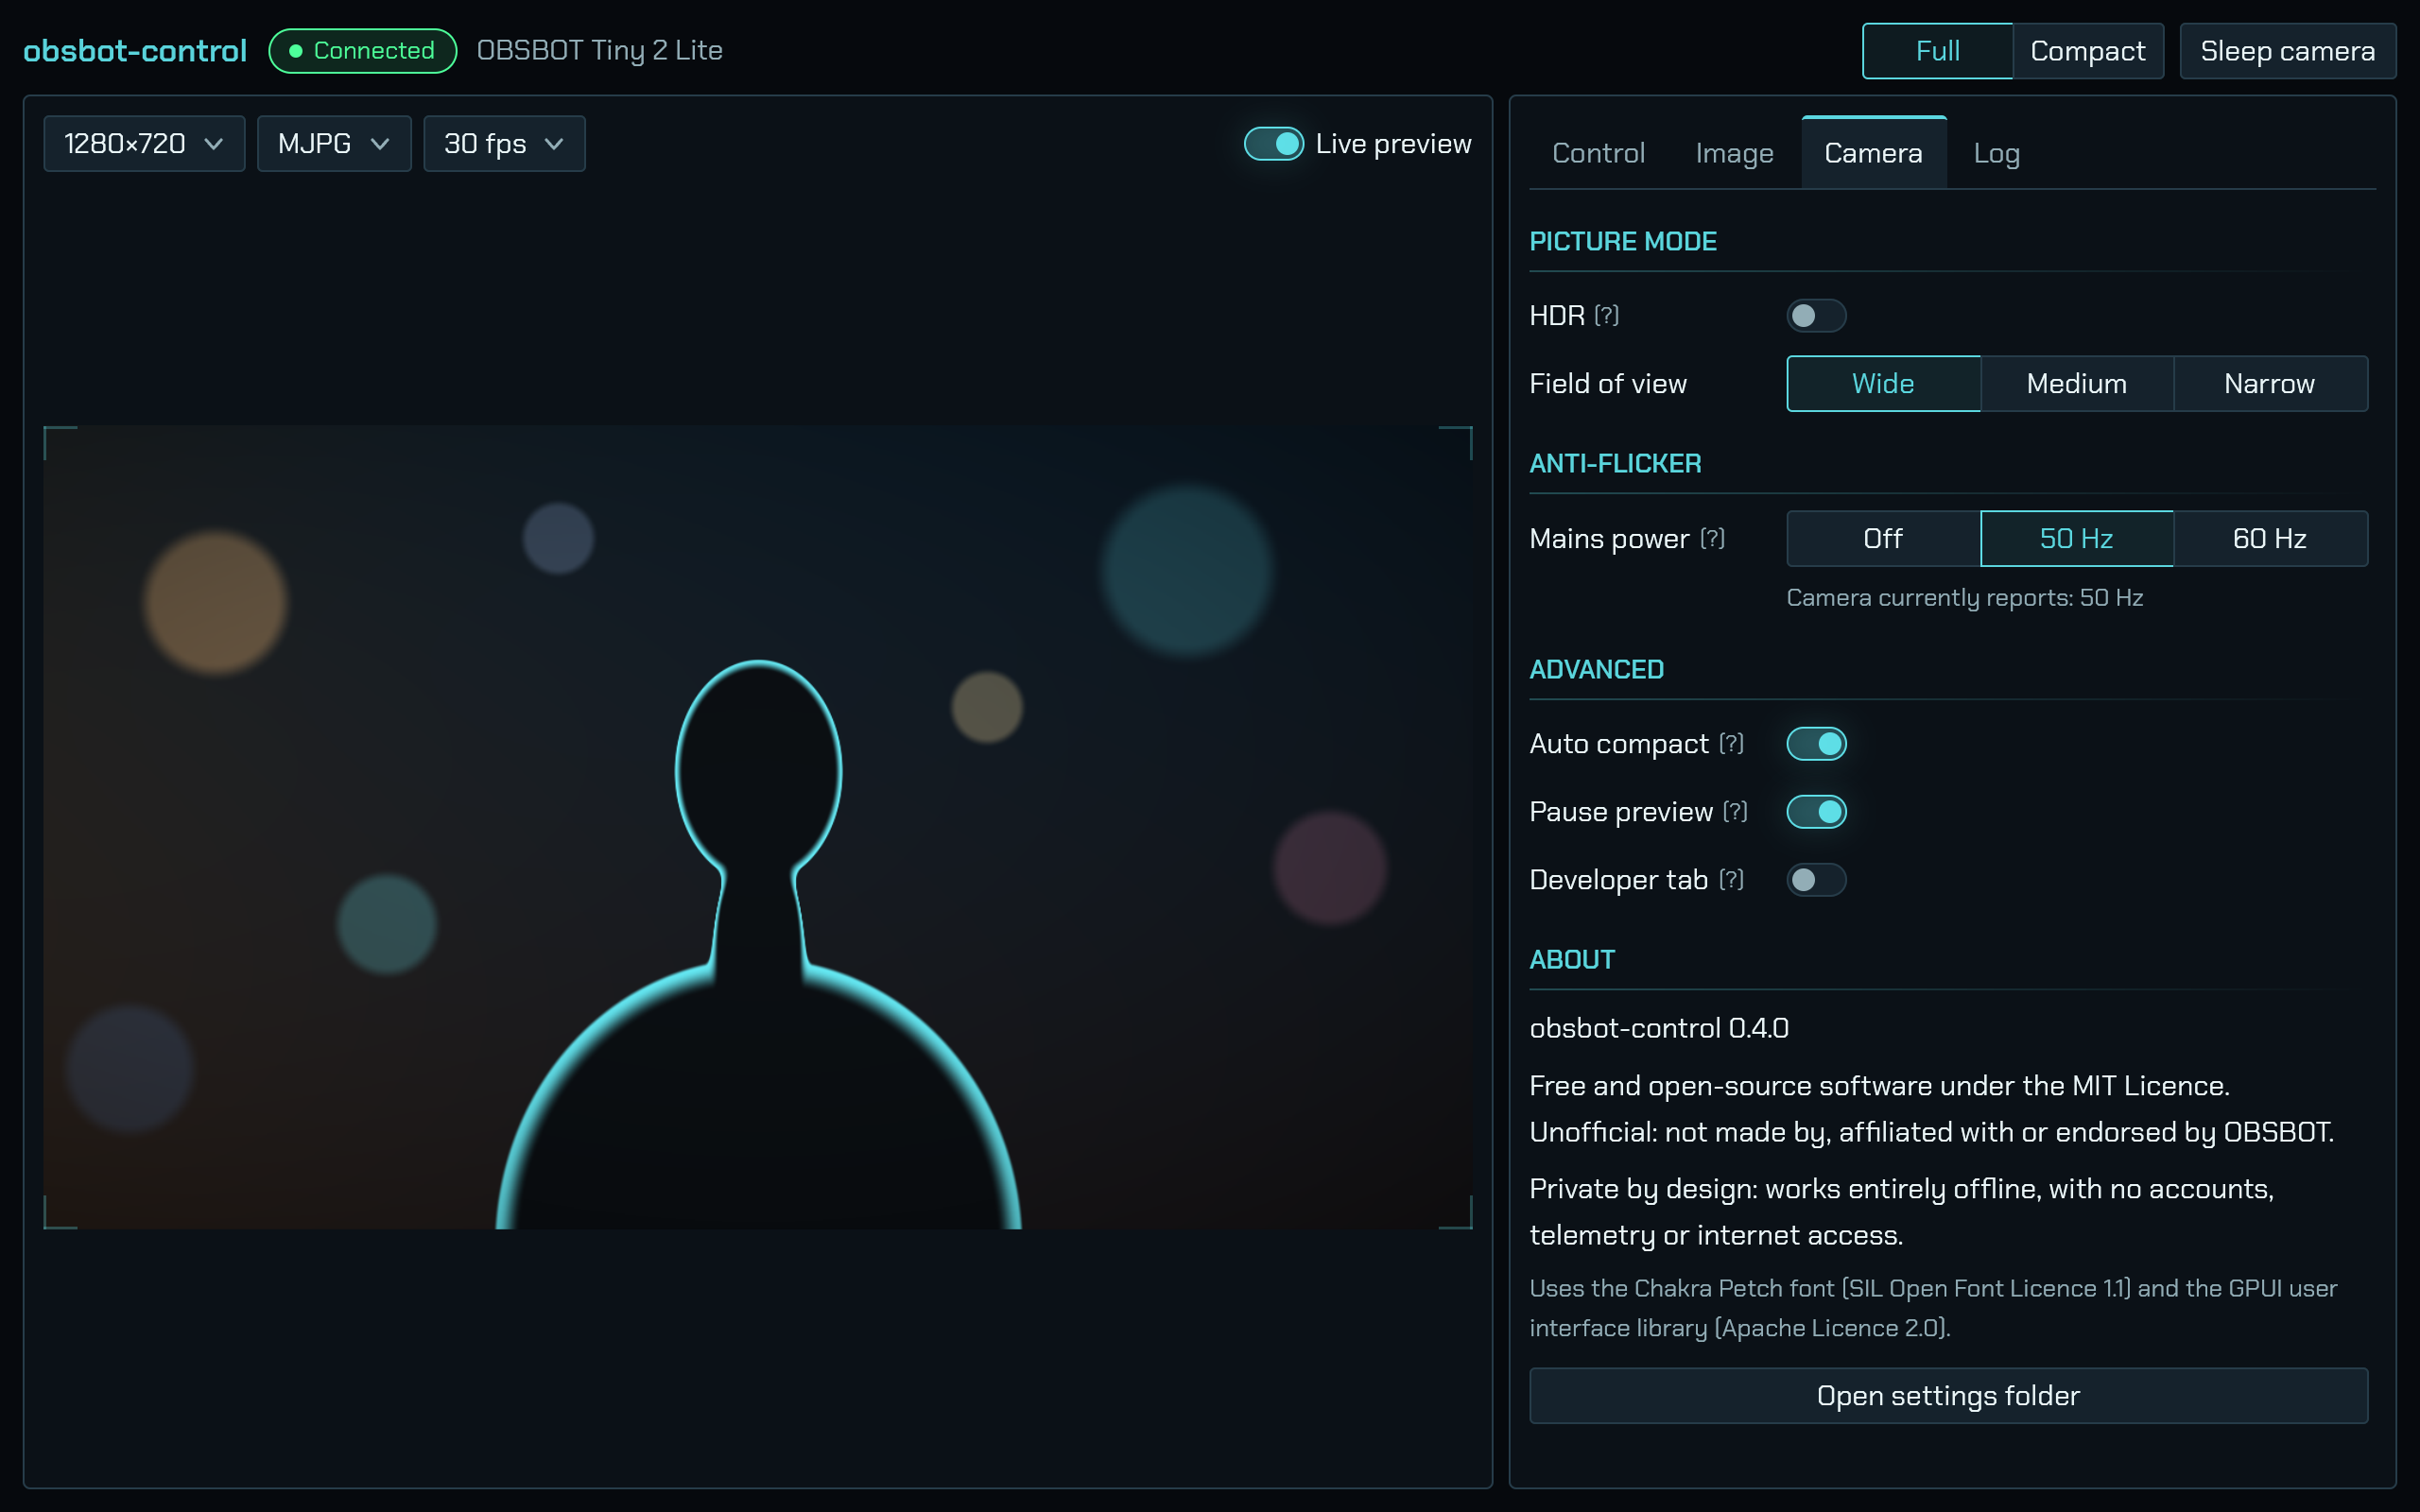 obsbot-control
Connected
OBSBOT Tiny 2 Lite
Full
Compact
Sleep camera
1280×720
MJPG
30 fps
Live preview
Control
Image
Camera
Log
PICTURE MODE
HDR [?]
Field of view
Wide
Medium
Narrow
ANTI-FLICKER
Mains power [?]
Off
50 Hz
60 Hz
Camera currently reports: 50 Hz
ADVANCED
Auto compact [?]
Pause preview [?]
Developer tab [?]
ABOUT
obsbot-control 0.4.0
Free and open-source software under the MIT Licence.
Unofficial: not made by, affiliated with or endorsed by OBSBOT.
Private by design: works entirely offline, with no accounts,
telemetry or internet access.
Uses the Chakra Petch font (SIL Open Font Licence 1.1) and the GPUI user
interface library (Apache Licence 2.0).
Open settings folder